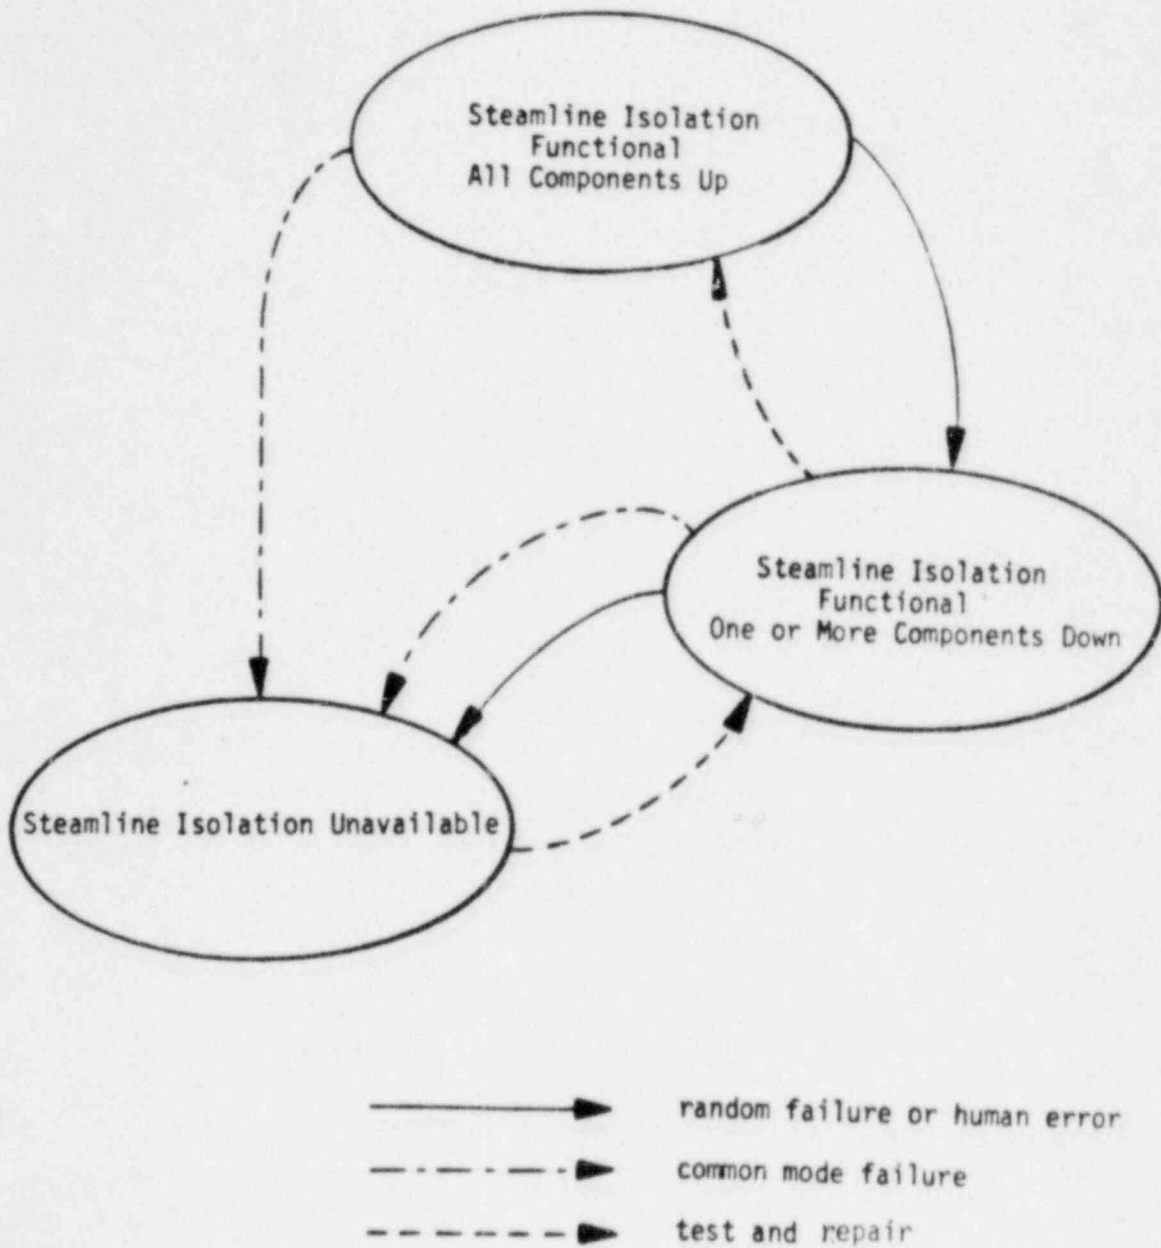 Steamline Isolation
Functional
All Components Up
Steamline Isolation
Functional
One or More Components Down
Steamline Isolation Unavailable
random failure or human error
common mode failure
test and repair